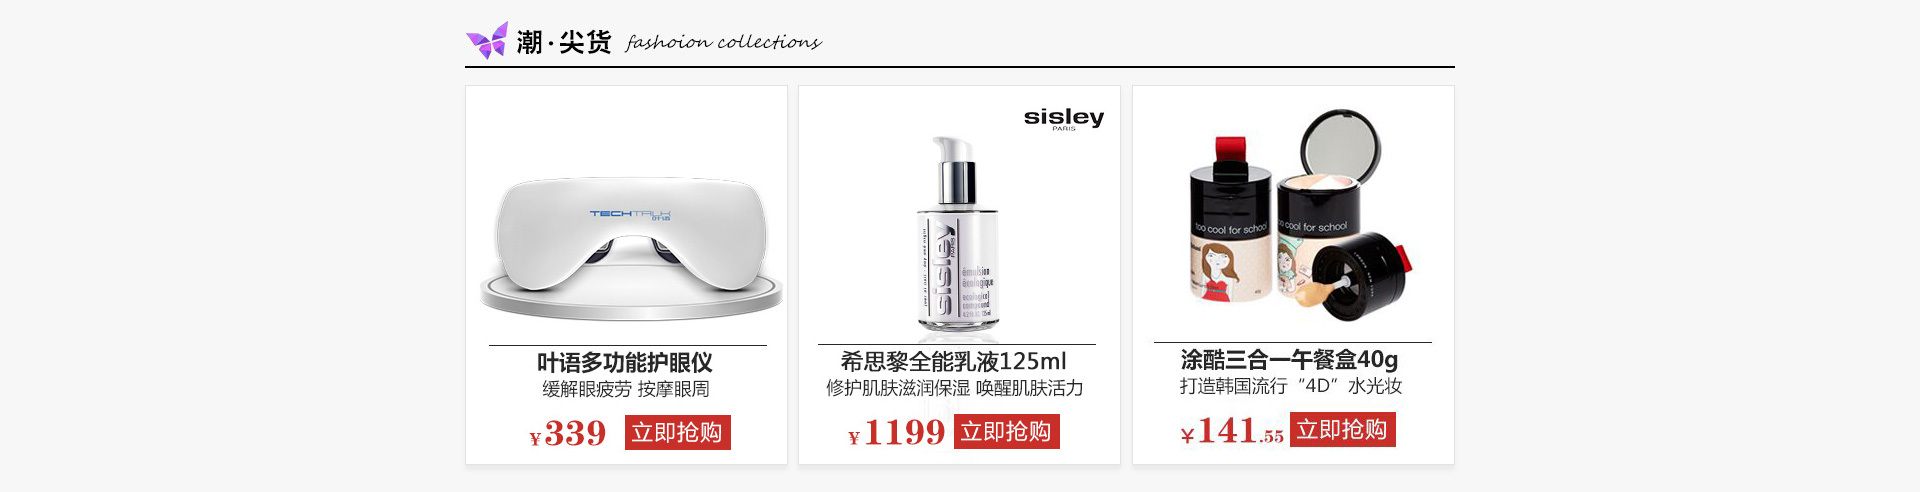 潮·尖货 fashoion collections
TECHTALK
叶语多功能护眼仪
缓解眼疲劳 按摩眼周
¥339 立即抢购
sisley
PARIS
sisley
PARIS
émulsion
écologique
ecological
compound
希思黎全能乳液125ml
修护肌肤滋润保湿 唤醒肌肤活力
¥1199 立即抢购
too cool for school
too cool for school
涂酷三合一午餐盒40g
打造韩国流行“4D”水光妆
¥141.55 立即抢购